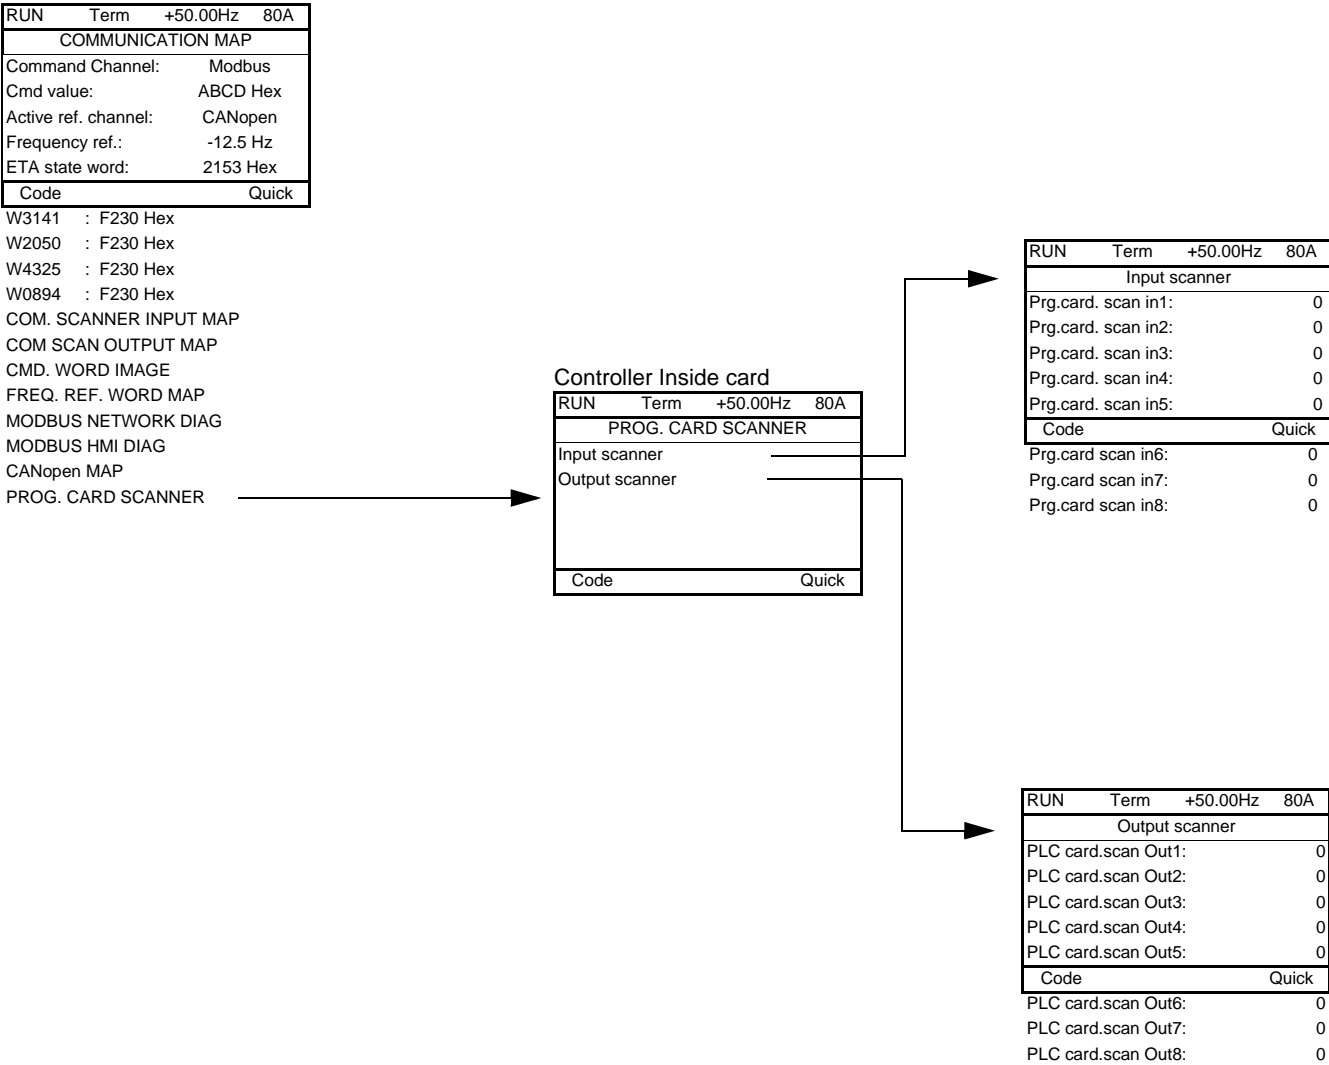 RUN Term +50.00Hz 80A
COMMUNICATION MAP
Command Channel: Modbus
Cmd value: ABCD Hex
Active ref. channel: CANopen
Frequency ref.: -12.5 Hz
ETA state word: 2153 Hex
Code Quick
W3141 : F230 Hex
W2050 : F230 Hex
W4325 : F230 Hex
W0894 : F230 Hex
COM. SCANNER INPUT MAP
COM SCAN OUTPUT MAP
CMD. WORD IMAGE
FREQ. REF. WORD MAP
MODBUS NETWORK DIAG
MODBUS HMI DIAG
CANopen MAP
PROG. CARD SCANNER
Controller Inside card
RUN Term +50.00Hz 80A
PROG. CARD SCANNER
Input scanner
Output scanner
Code Quick
RUN Term +50.00Hz 80A
Input scanner
Prg.card. scan in1: 0
Prg.card. scan in2: 0
Prg.card. scan in3: 0
Prg.card. scan in4: 0
Prg.card. scan in5: 0
Code Quick
Prg.card scan in6: 0
Prg.card scan in7: 0
Prg.card scan in8: 0
RUN Term +50.00Hz 80A
Output scanner
PLC card.scan Out1: 0
PLC card.scan Out2: 0
PLC card.scan Out3: 0
PLC card.scan Out4: 0
PLC card.scan Out5: 0
Code Quick
PLC card.scan Out6: 0
PLC card.scan Out7: 0
PLC card.scan Out8: 0